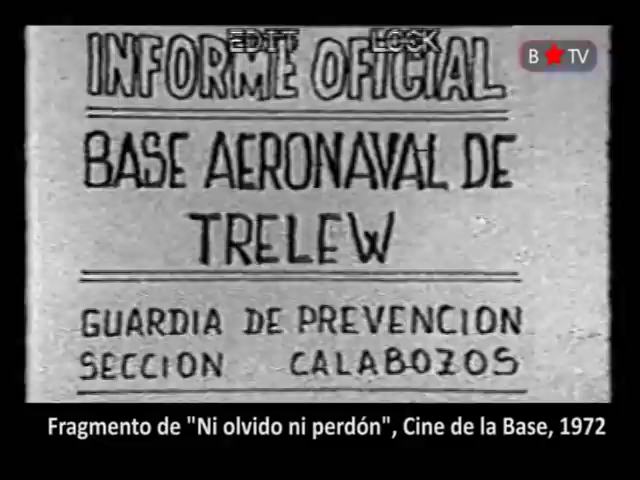 EDIT LOCK
INFORME OFICIAL
B TV
BASE AERONAVAL DE
TRELEW
GUARDIA DE PREVENCION
SECCION CALABOZOS
Fragmento de "Ni olvido ni perdón", Cine de la Base, 1972